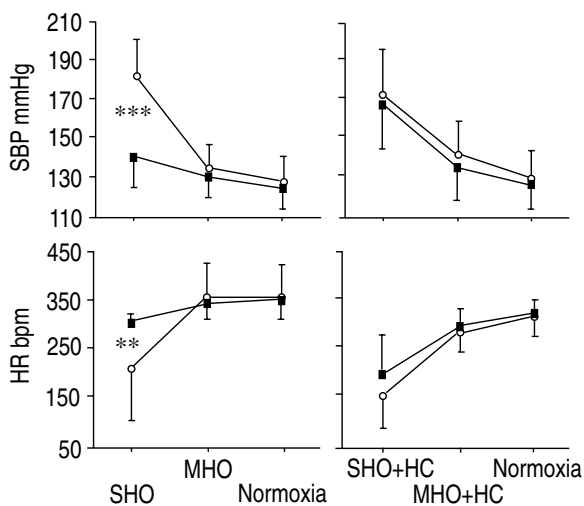 210
190
170
150
130
110
SBP mmHg
***
450
350
250
150
50
HR bpm
**
SHO
MHO
Normoxia
SHO+HC
MHO+HC
Normoxia